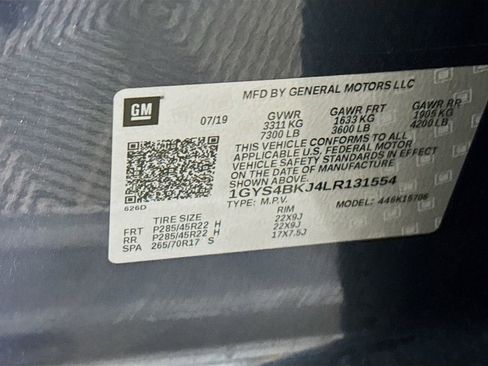 MFD BY GENERAL MOTORS LLC
GM
07/19 GVWR GAWR FRT GAWR RR
3311 KG 1633 KG 1905 KG
7300 LB 3600 LB 4200 LB
THIS VEHICLE CONFORMS TO ALL
APPLICABLE U.S. FEDERAL MOTOR
VEHICLE SAFETY STANDARDS IN EFFECT
ON THE DATE OF MANUFACTURE
SHOWN ABOVE.
1GYS4BKJ4LR131554
626D TYPE: M.P.V. MODEL: 446K15706
TIRE SIZE RIM
FRT P285/45R22 H 22X9J
RR P285/45R22 H 22X9J
SP 265/70R17 S 17X7.5J